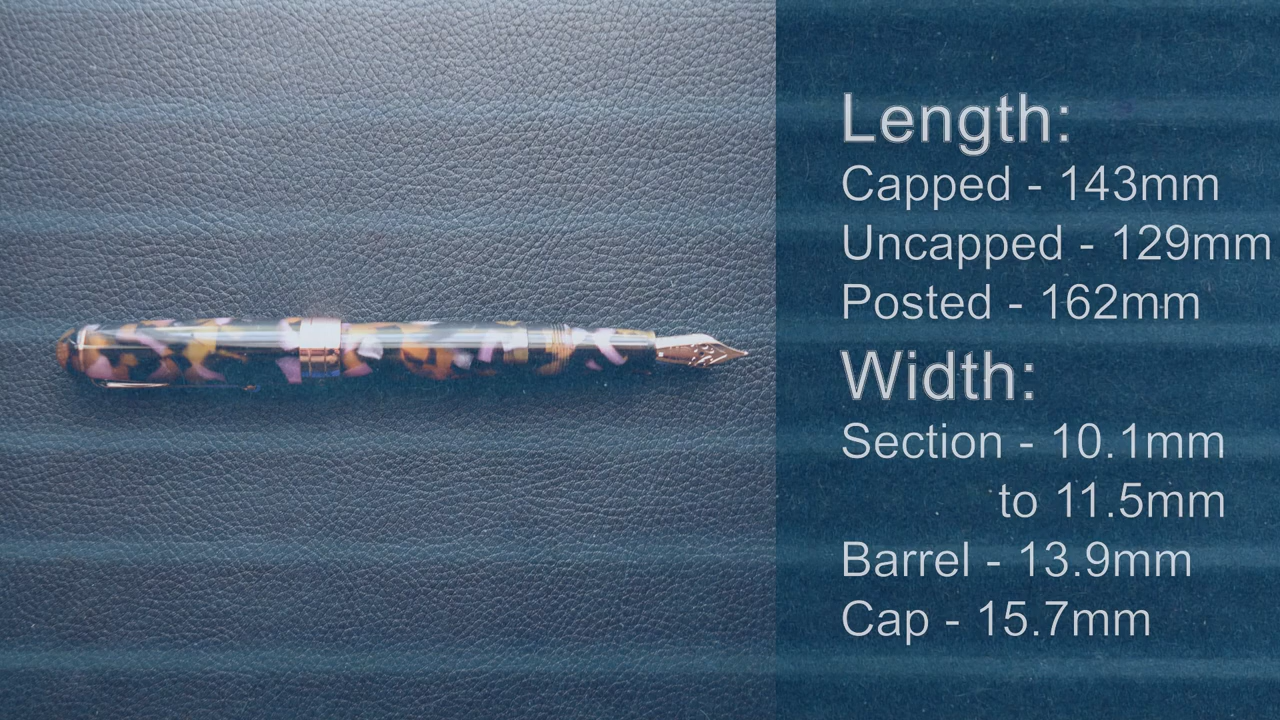 Length:
Capped - 143mm
Uncapped - 129mm
Posted - 162mm
Width:
Section - 10.1mm
to 11.5mm
Barrel - 13.9mm
Cap - 15.7mm